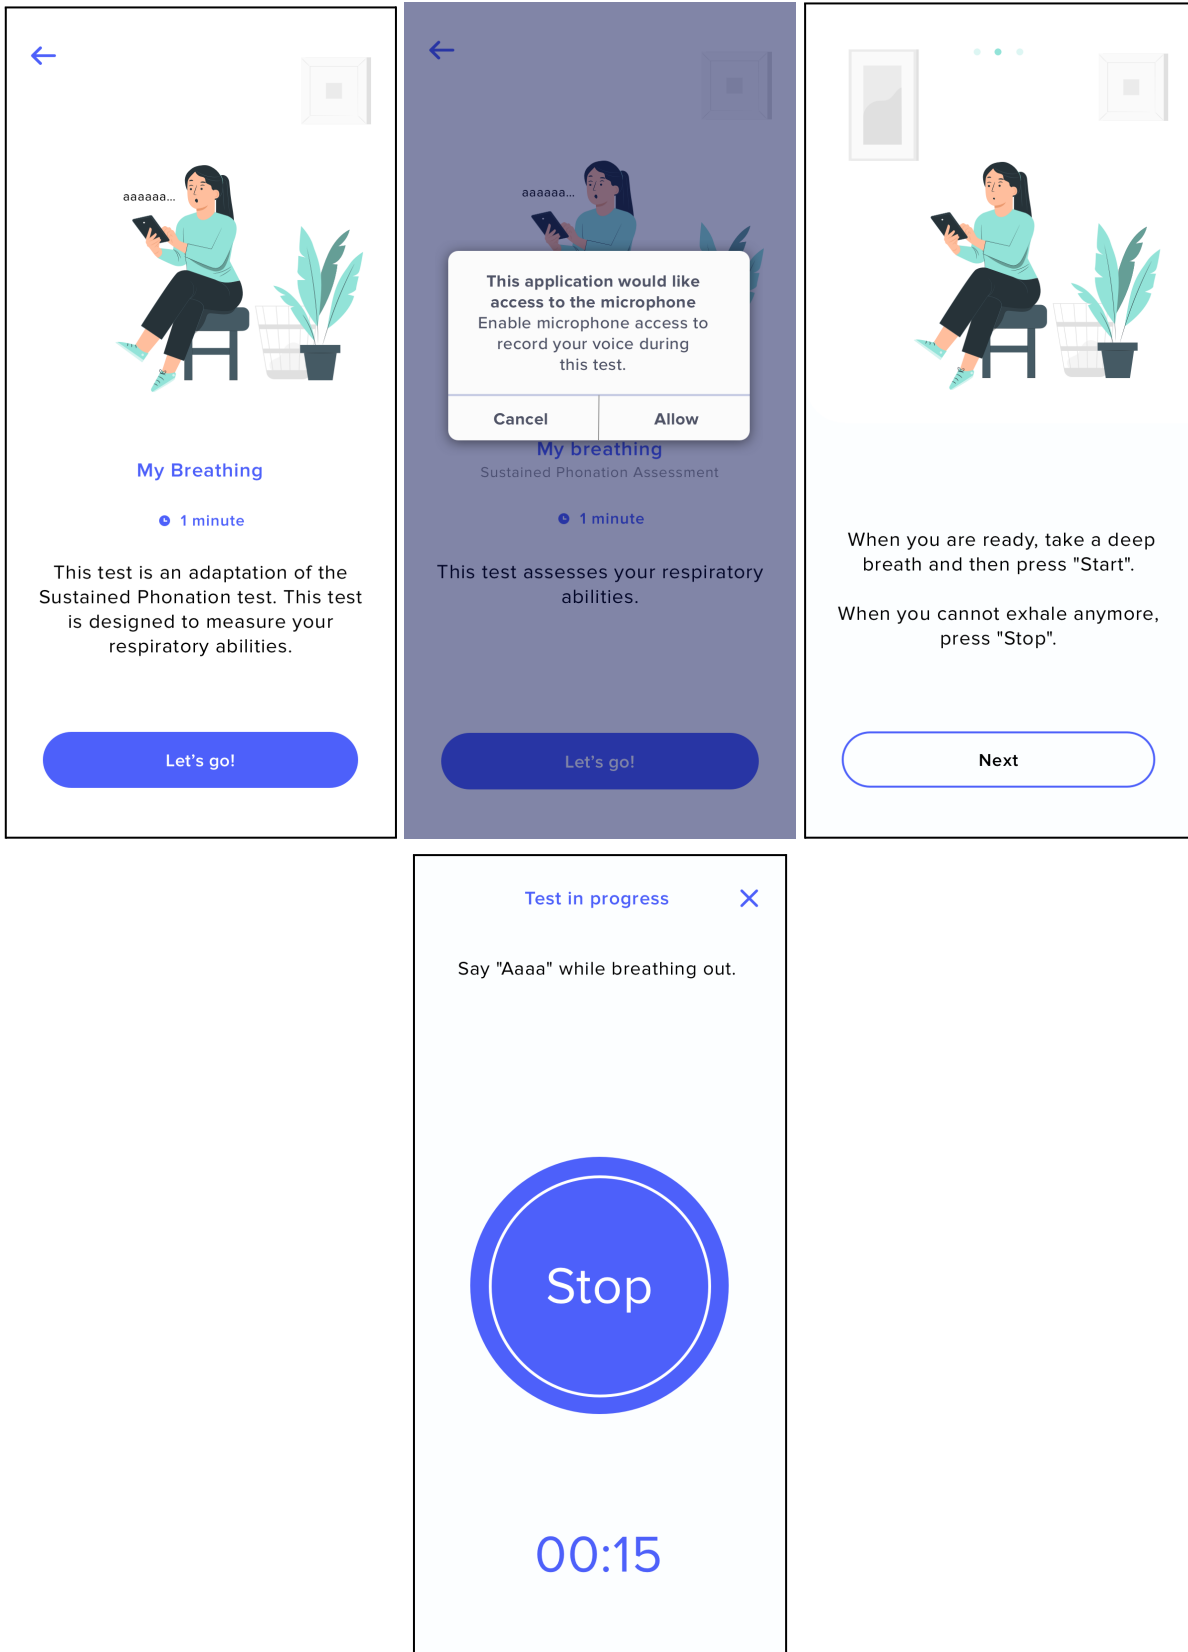 aaaaaa...
My Breathing
1 minute
This test is an adaptation of the
Sustained Phonation test. This test
is designed to measure your
respiratory abilities.
Let's go!
aaaaaa...
This application would like
access to the microphone
Enable microphone access to
record your voice during
this test.
Cancel
Allow
My breathing
Sustained Phonation Assessment
1 minute
This test assesses your respiratory
abilities.
Let's go!
When you are ready, take a deep
breath and then press "Start".
When you cannot exhale anymore,
press "Stop".
Next
Test in progress
Say "Aaaa" while breathing out.
Stop
00:15